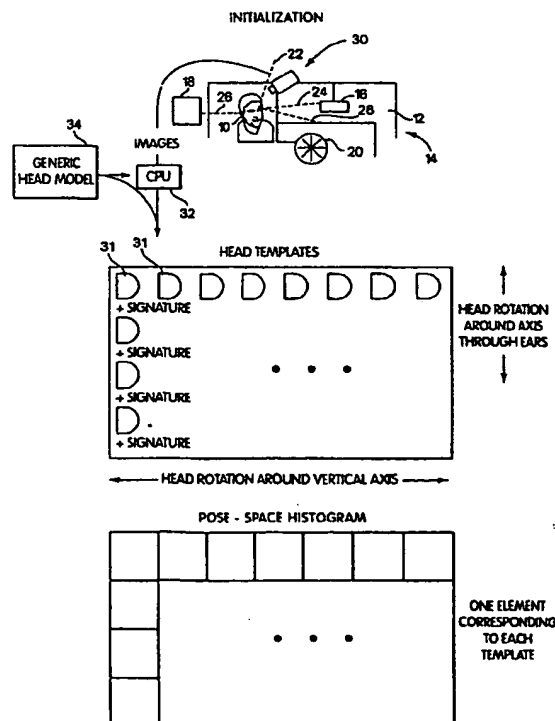 INITIALIZATION
22
30
18
24
16
26
28
12
10
34
20
14
IMAGES
GENERIC
HEAD MODEL
CPU
32
HEAD TEMPLATES
31
31
+ SIGNATURE
+ SIGNATURE
+ SIGNATURE
+ SIGNATURE
HEAD ROTATION
AROUND AXIS
THROUGH EARS
HEAD ROTATION AROUND VERTICAL AXIS
POSE - SPACE HISTOGRAM
ONE ELEMENT
CORRESPONDING
TO EACH
TEMPLATE